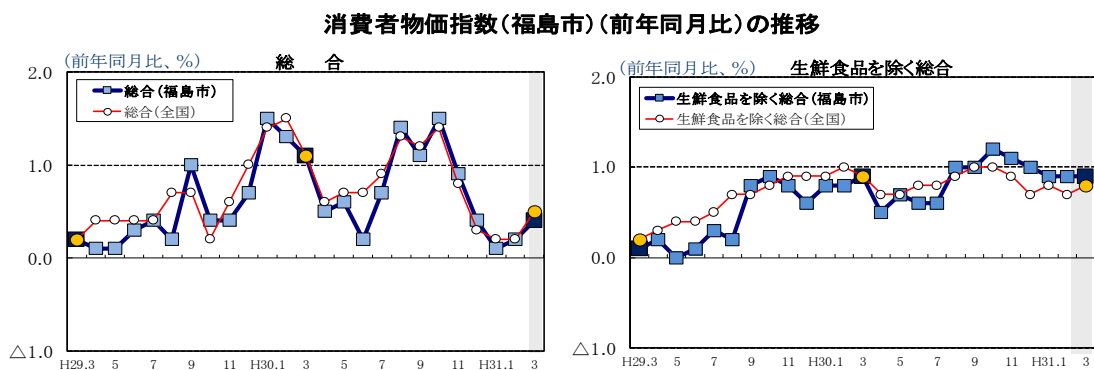 消費者物価指数（福島市）（前年同月比）の推移
（前年同月比、％）
総　合
2.0
1.0
0.0
△1.0
総合（福島市）
総合（全国）
H29.3 5 7 9 11 H30.1 3 5 7 9 11 H31.1 3
（前年同月比、％）
生鮮食品を除く総合
2.0
1.0
0.0
△1.0
生鮮食品を除く総合（福島市）
生鮮食品を除く総合（全国）
H29.3 5 7 9 11 H30.1 3 5 7 9 11 H31.1 3